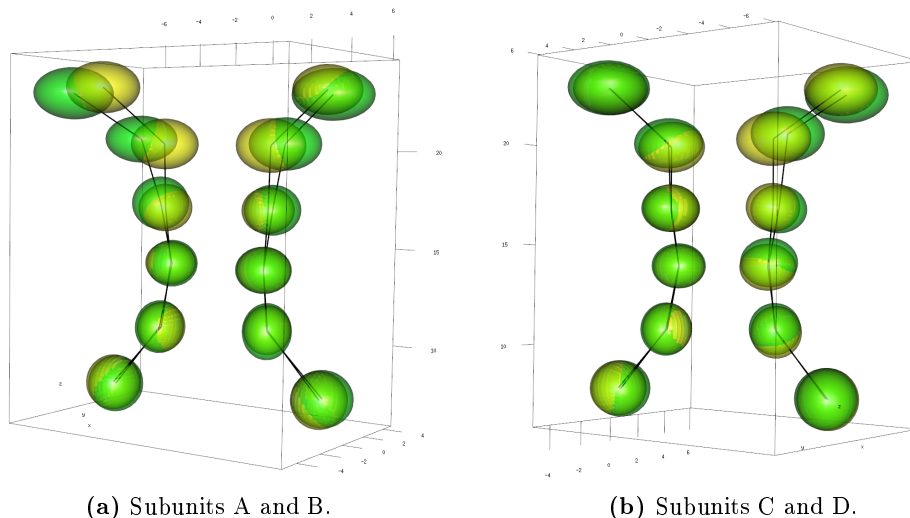 -6 -4 -2 0 2 4 6
20
15
10
z
y
x
-4 -2 0 2 4
(a) Subunits A and B.
6 4 2 0 -2 -4 -6
20
15
10
z
y
x
-4 -2 0 2 4 6
(b) Subunits C and D.